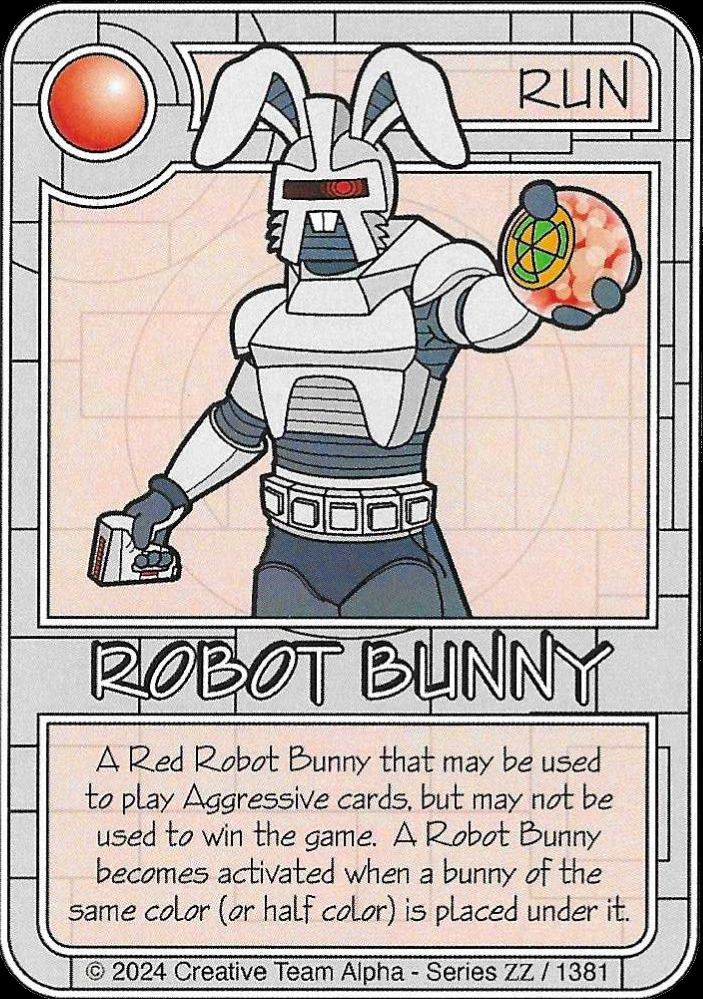 RUN
ROBOT BUNNY
A Red Robot Bunny that may be used
to play Aggressive cards, but may not be
used to win the game. A Robot Bunny
becomes activated when a bunny of the
same color (or half color) is placed under it.
© 2024 Creative Team Alpha - Series ZZ / 1381